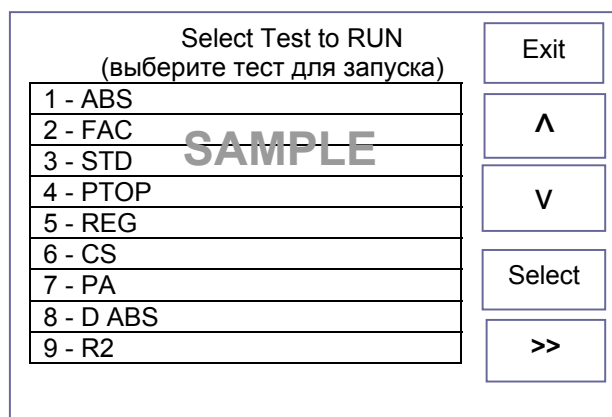 Select Test to RUN
(выберите тест для запуска)
1 - ABS
2 - FAC
3 - STD
SAMPLE
4 - PTOP
5 - REG
6 - CS
7 - PA
8 - D ABS
9 - R2
Exit
Λ
V
Select
>>